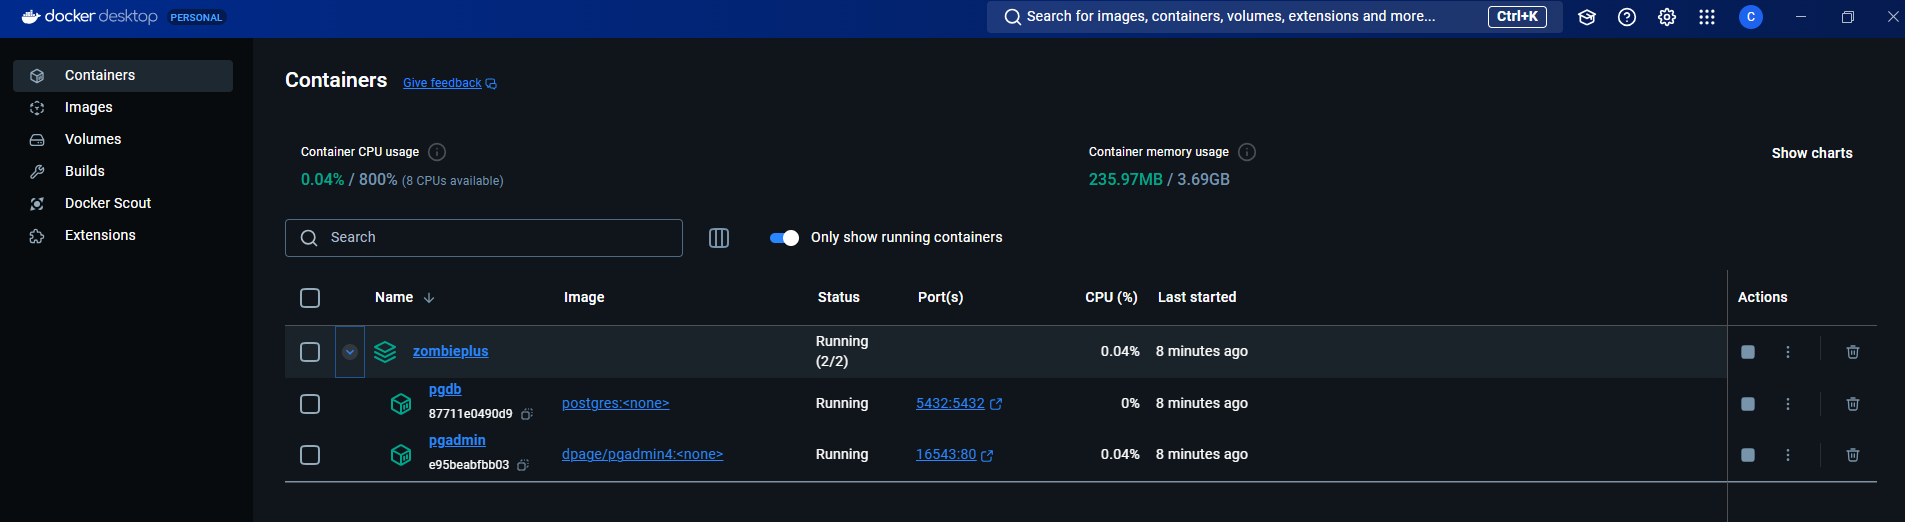 docker desktop PERSONAL
Search for images, containers, volumes, extensions and more... Ctrl+K
C
Containers
Images
Volumes
Builds
Docker Scout
Extensions
Containers Give feedback
Container CPU usage
0.04% / 800% (8 CPUs available)
Container memory usage
235.97MB / 3.69GB
Show charts
Search
Only show running containers
Name Image Status Port(s) CPU (%) Last started Actions
zombieplus Running (2/2) 0.04% 8 minutes ago
pgdb
87711e0490d9 postgres:<none> Running 5432:5432 0% 8 minutes ago
pgadmin
e95beabfbb03 dpage/pgadmin4:<none> Running 16543:80 0.04% 8 minutes ago